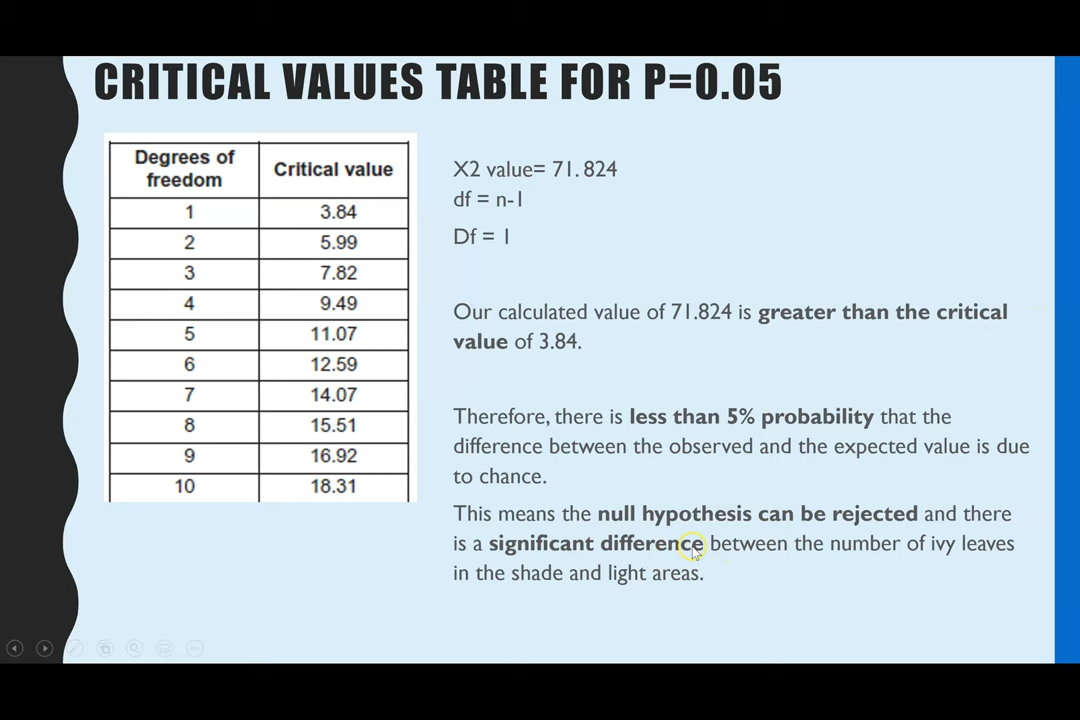 CRITICAL VALUES TABLE FOR P=0.05
Degrees of freedom Critical value
1 3.84
2 5.99
3 7.82
4 9.49
5 11.07
6 12.59
7 14.07
8 15.51
9 16.92
10 18.31
X2 value= 71.824
df = n-1
Df = 1
Our calculated value of 71.824 is greater than the critical
value of 3.84.
Therefore, there is less than 5% probability that the
difference between the observed and the expected value is due
to chance.
This means the null hypothesis can be rejected and there
is a significant difference between the number of ivy leaves
in the shade and light areas.